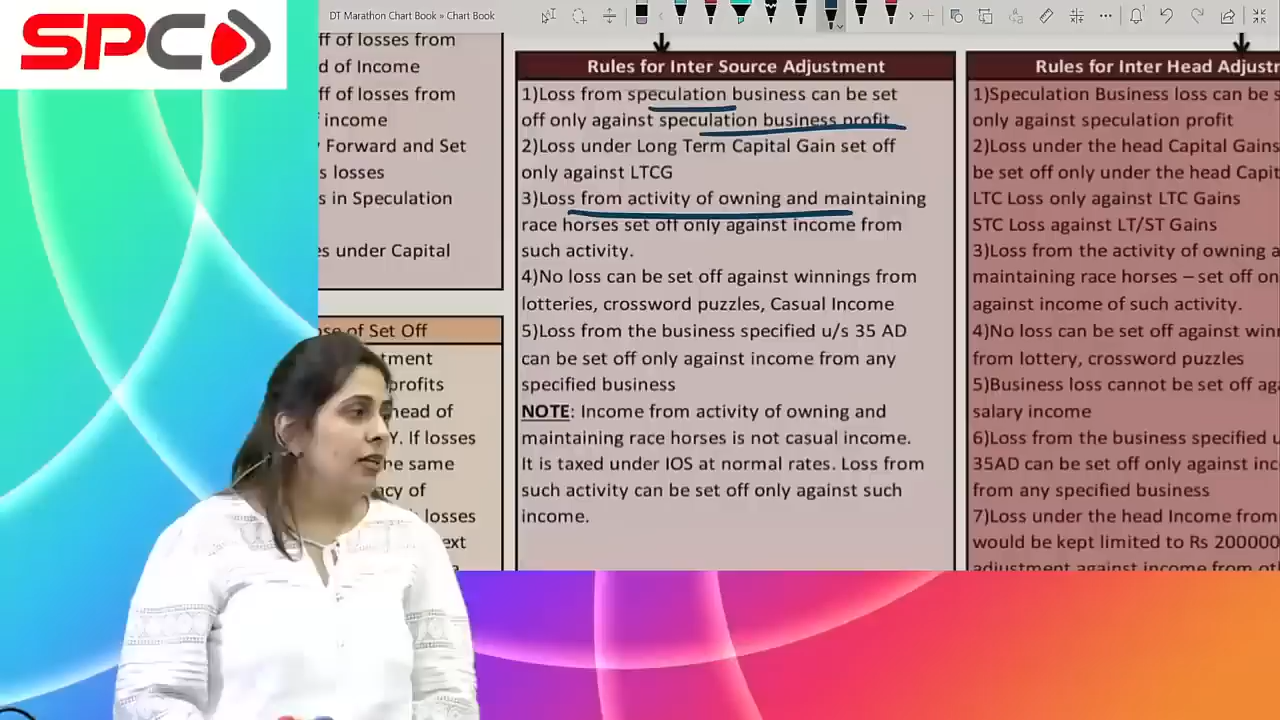 SPC
DT Marathon Chart Book » Chart Book
ff of losses from
d of Income
ff of losses from
income
Forward and Set
s losses
s in Speculation
es under Capital
se of Set Off
tment
profits
head of
Y. If losses
he same
cy of
losses
ext
Rules for Inter Source Adjustment
1)Loss from speculation business can be set
off only against speculation business profit
2)Loss under Long Term Capital Gain set off
only against LTCG
3)Loss from activity of owning and maintaining
race horses set off only against income from
such activity.
4)No loss can be set off against winnings from
lotteries, crossword puzzles, Casual Income
5)Loss from the business specified u/s 35 AD
can be set off only against income from any
specified business
NOTE: Income from activity of owning and
maintaining race horses is not casual income.
It is taxed under IOS at normal rates. Loss from
such activity can be set off only against such
income.
Rules for Inter Head Adjustr
1)Speculation Business loss can be s
only against speculation profit
2)Loss under the head Capital Gains
be set off only under the head Capit
LTC Loss only against LTC Gains
STC Loss against LT/ST Gains
3)Loss from the activity of owning a
maintaining race horses – set off on
against income of such activity.
4)No loss can be set off against win
from lottery, crossword puzzles
5)Business loss cannot be set off aga
salary income
6)Loss from the business specified u
35AD can be set off only against inc
from any specified business
7)Loss under the head Income from
would be kept limited to Rs 200000
adjustment against income from oth